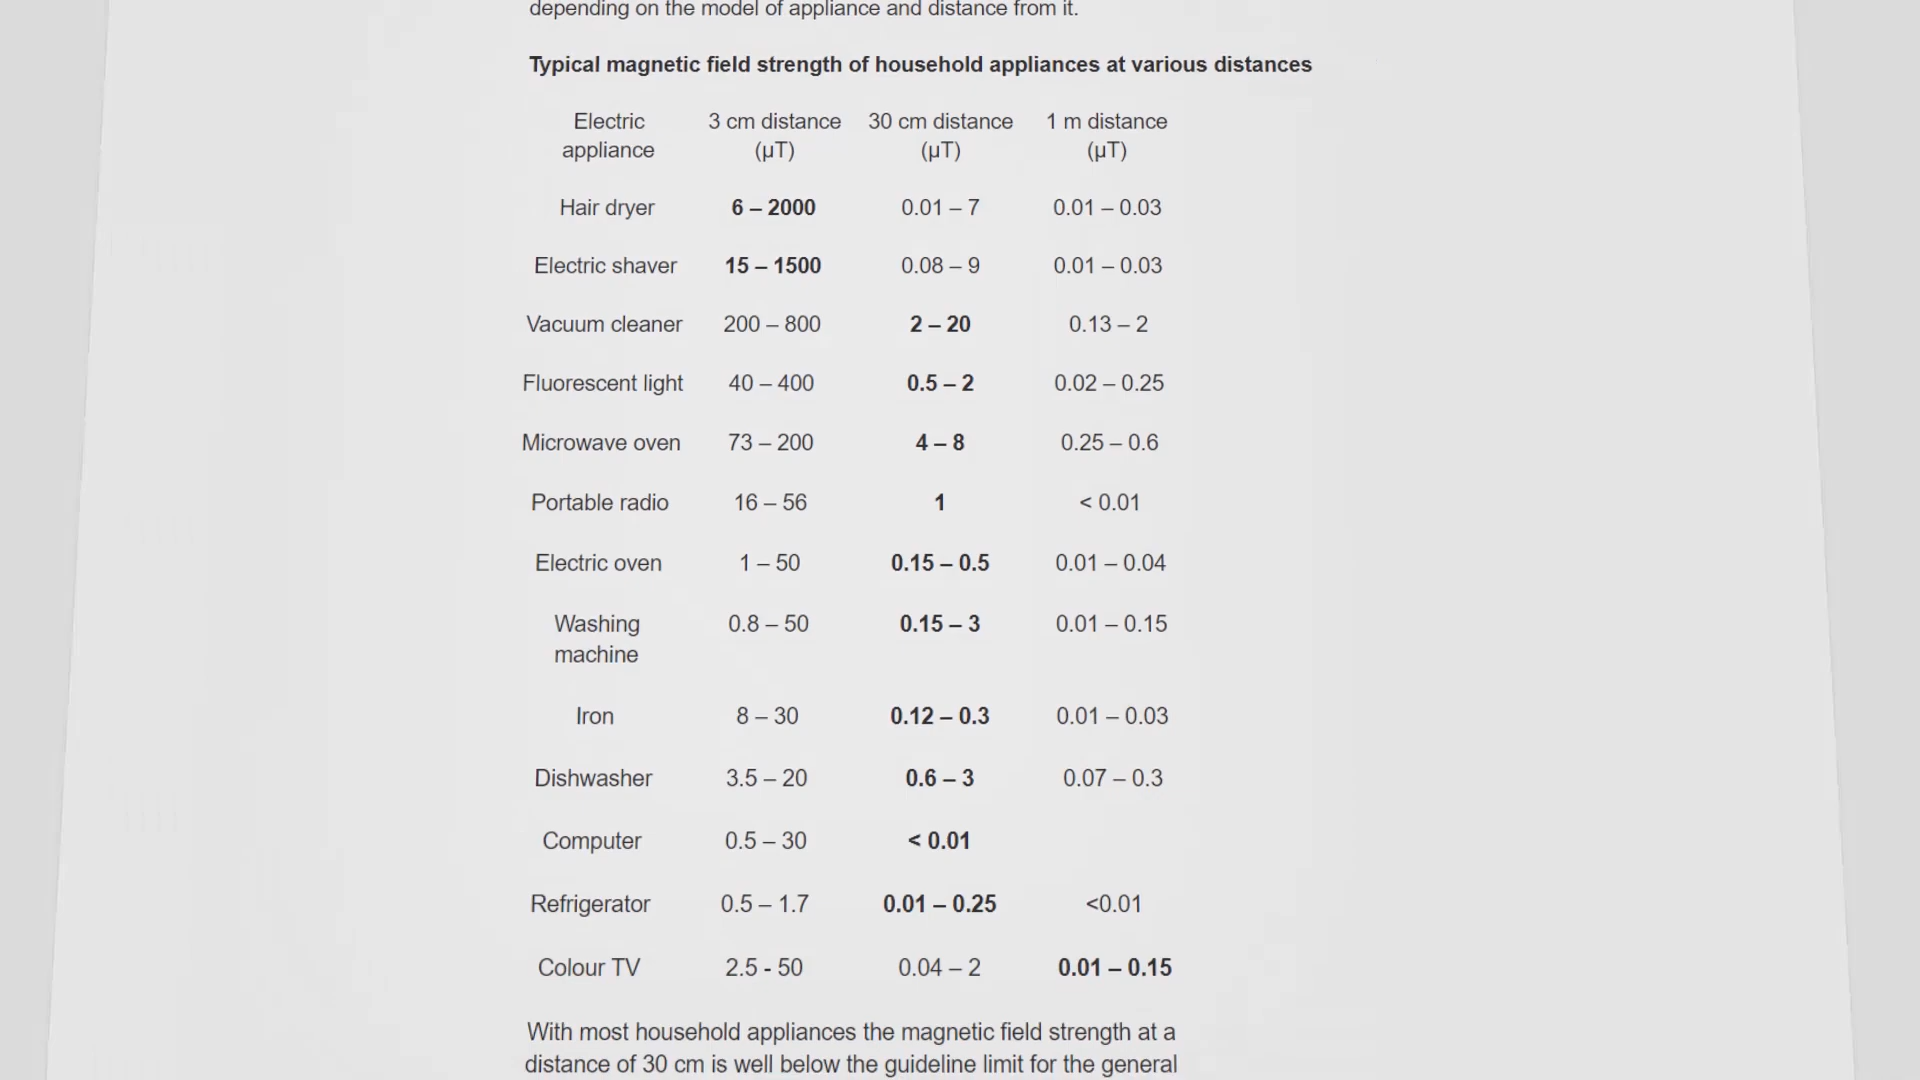 depending on the model of appliance and distance from it.
Typical magnetic field strength of household appliances at various distances
Electric appliance 3 cm distance (µT) 30 cm distance (µT) 1 m distance (µT)
Hair dryer 6 – 2000 0.01 – 7 0.01 – 0.03
Electric shaver 15 – 1500 0.08 – 9 0.01 – 0.03
Vacuum cleaner 200 – 800 2 – 20 0.13 – 2
Fluorescent light 40 – 400 0.5 – 2 0.02 – 0.25
Microwave oven 73 – 200 4 – 8 0.25 – 0.6
Portable radio 16 – 56 1 < 0.01
Electric oven 1 – 50 0.15 – 0.5 0.01 – 0.04
Washing machine 0.8 – 50 0.15 – 3 0.01 – 0.15
Iron 8 – 30 0.12 – 0.3 0.01 – 0.03
Dishwasher 3.5 – 20 0.6 – 3 0.07 – 0.3
Computer 0.5 – 30 < 0.01
Refrigerator 0.5 – 1.7 0.01 – 0.25 <0.01
Colour TV 2.5 - 50 0.04 – 2 0.01 – 0.15
With most household appliances the magnetic field strength at a
distance of 30 cm is well below the guideline limit for the general